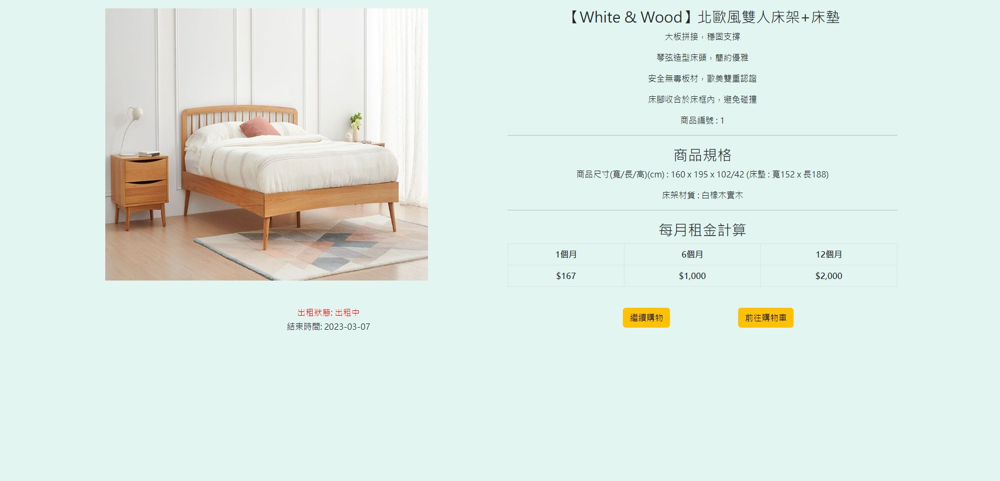 【White & Wood】北歐風雙人床架+床墊
大板拼接，穩固支撐
琴弦造型床頭，簡約優雅
安全無毒板材，歐美雙重認證
床腳收合於床框內，避免碰撞
商品編號 : 1
商品規格
商品尺寸(寬/長/高)(cm) : 160 x 195 x 102/42 (床墊 : 寬152 x 長188)
床架材質 : 白橡木實木
每月租金計算
1個月 6個月 12個月
$167 $1,000 $2,000
出租狀態: 出租中
結束時間: 2023-03-07
繼續購物 前往購物車